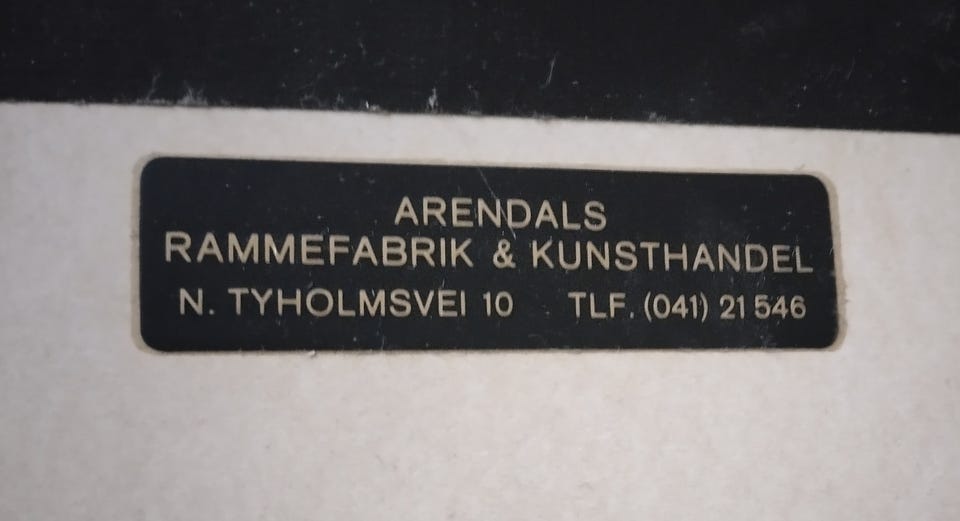 ARENDALS
RAMMEFABRIK & KUNSTHANDEL
N. TYHOLMSVEI 10 TLF. (041) 21 546